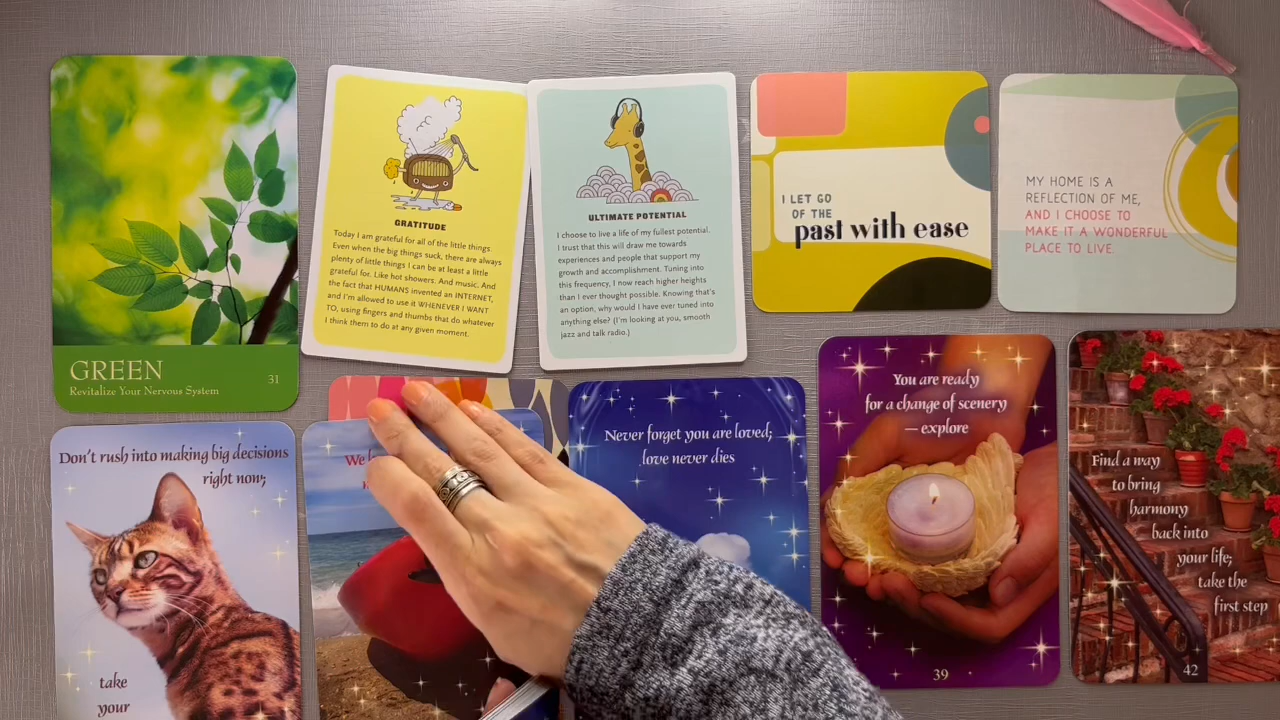 GREEN
Revitalize Your Nervous System
31
GRATITUDE
Today I am grateful for all of the little things.
Even when the big things suck, there are always
plenty of little things I can be at least a little
grateful for. Like hot showers. And music. And
the fact that HUMANS invented an INTERNET,
and I'm allowed to use it WHENEVER I WANT
TO, using fingers and thumbs that do whatever
I think them to do at any given moment.
ULTIMATE POTENTIAL
I choose to live a life of my fullest potential.
I trust that this will draw me towards
experiences and people that support my
growth and accomplishment. Tuning into
this frequency, I now reach higher heights
than I ever thought possible. Knowing that's
an option, why would I have ever tuned into
anything else? (I'm looking at you, smooth
jazz and talk radio.)
I LET GO
OF THE
past with ease
MY HOME IS A
REFLECTION OF ME,
AND I CHOOSE TO
MAKE IT A WONDERFUL
PLACE TO LIVE.
Don't rush into making big decisions
right now;
take
your
We
Never forget you are loved;
love never dies
You are ready
for a change of scenery
— explore
39
Find a way
to bring
harmony
back into
your life;
take the
first step
42